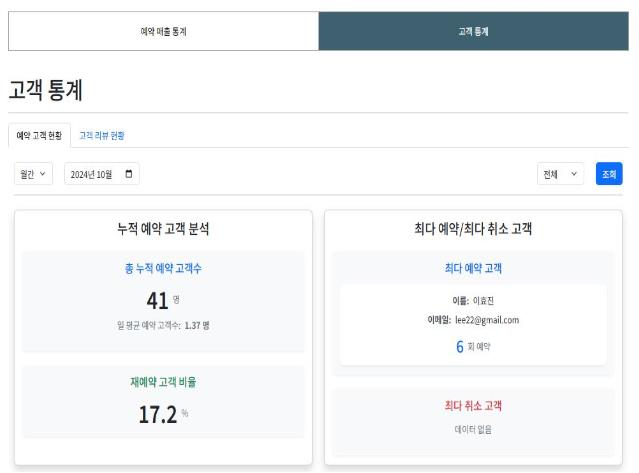 예약 매출 통계
고객 통계
고객 통계
예약 고객 현황
고객 리뷰 현황
월간
2024년 10월
전체
조회
누적 예약 고객 분석
총 누적 예약 고객수
41 명
일 평균 예약 고객수: 1.37 명
재예약 고객 비율
17.2 %
최다 예약/최다 취소 고객
최다 예약 고객
이름: 이효진
이메일: lee22@gmail.com
6 회 예약
최다 취소 고객
데이터 없음